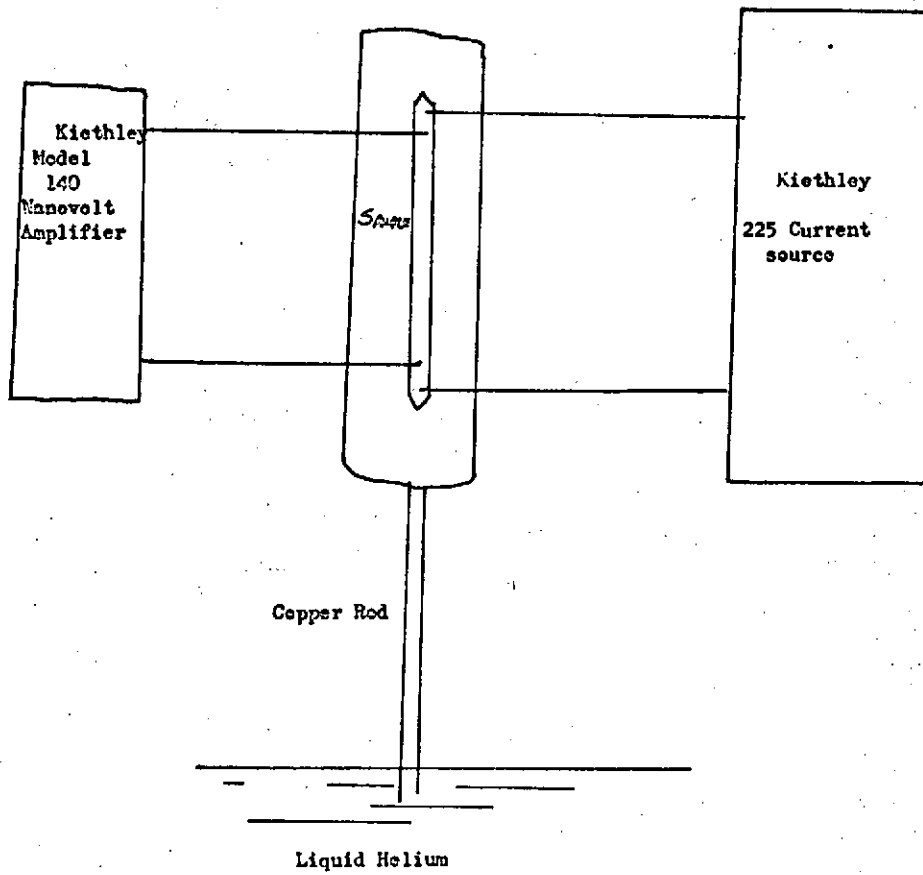 Kiethley
Model
140
Nanovolt
Amplifier
Kiethley
225 Current
source
Copper Rod
Liquid Helium